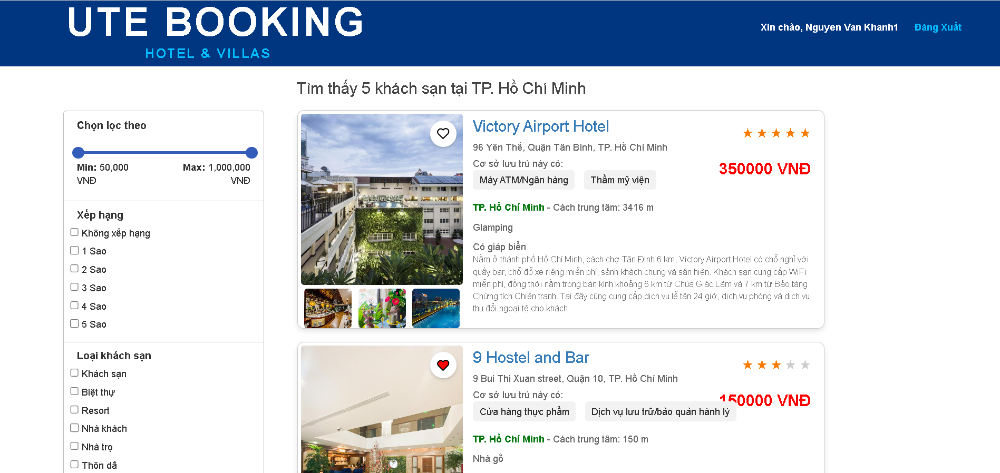 UTE BOOKING
HOTEL & VILLAS
Xin chào, Nguyen Van Khanh1 Đăng Xuất
Tìm thấy 5 khách sạn tại TP. Hồ Chí Minh
Chọn lọc theo
Min: 50,000 VNĐ
Max: 1,000,000 VNĐ
Xếp hạng
Không xếp hạng
1 Sao
2 Sao
3 Sao
4 Sao
5 Sao
Loại khách sạn
Khách sạn
Biệt thự
Resort
Nhà khách
Nhà trọ
Thôn dã
Victory Airport Hotel
96 Yên Thế, Quận Tân Bình, TP. Hồ Chí Minh
Cơ sở lưu trú này có:
350000 VNĐ
Máy ATM/Ngân hàng Thẩm mỹ viện
TP. Hồ Chí Minh - Cách trung tâm: 3416 m
Glamping
Có giáp biển
Nằm ở thành phố Hồ Chí Minh, cách chợ Tân Định 6 km, Victory Airport Hotel có chỗ nghỉ với
quầy bar, chỗ đỗ xe riêng miễn phí, sảnh khách chung và sân hiên. Khách sạn cung cấp WiFi
miễn phí, đồng thời nằm trong bán kính khoảng 6 km từ Chùa Giác Lâm và 7 km từ Bảo tàng
Chứng tích Chiến tranh. Tại đây cũng cung cấp dịch vụ lễ tân 24 giờ, dịch vụ phòng và dịch vụ
thu đổi ngoại tệ cho khách.
9 Hostel and Bar
9 Bui Thi Xuan street, Quận 10, TP. Hồ Chí Minh
Cơ sở lưu trú này có:
150000 VNĐ
Cửa hàng thực phẩm Dịch vụ lưu trữ/bảo quản hành lý
TP. Hồ Chí Minh - Cách trung tâm: 150 m
Nhà gỗ